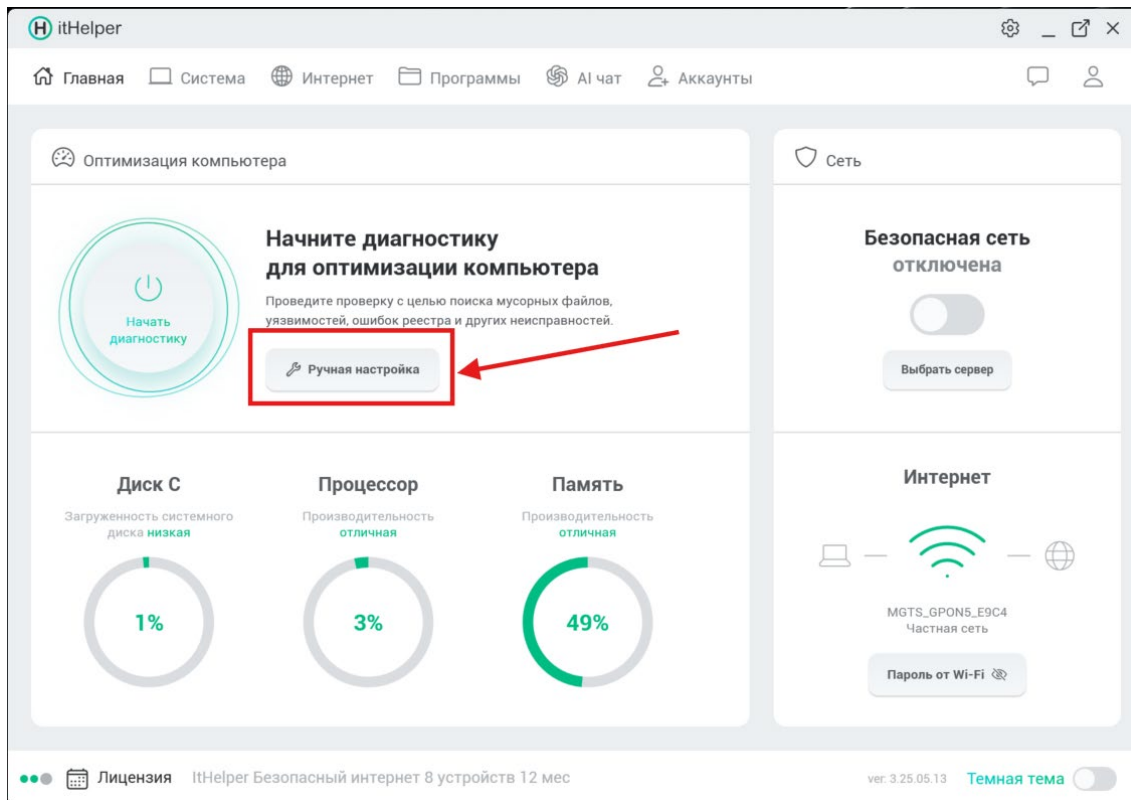 itHelper
Главная Система Интернет Программы AI чат Аккаунты
Оптимизация компьютера
Начать
диагностику
Начните диагностику
для оптимизации компьютера
Проведите проверку с целью поиска мусорных файлов,
уязвимостей, ошибок реестра и других неисправностей.
Ручная настройка
Диск C
Загруженность системного
диска низкая
1%
Процессор
Производительность
отличная
3%
Память
Производительность
отличная
49%
Сеть
Безопасная сеть
отключена
Выбрать сервер
Интернет
MGTS_GPON5_E9C4
Частная сеть
Пароль от Wi-Fi
Лицензия ItHelper Безопасный интернет 8 устройств 12 мес
ver. 3.25.05.13 Темная тема